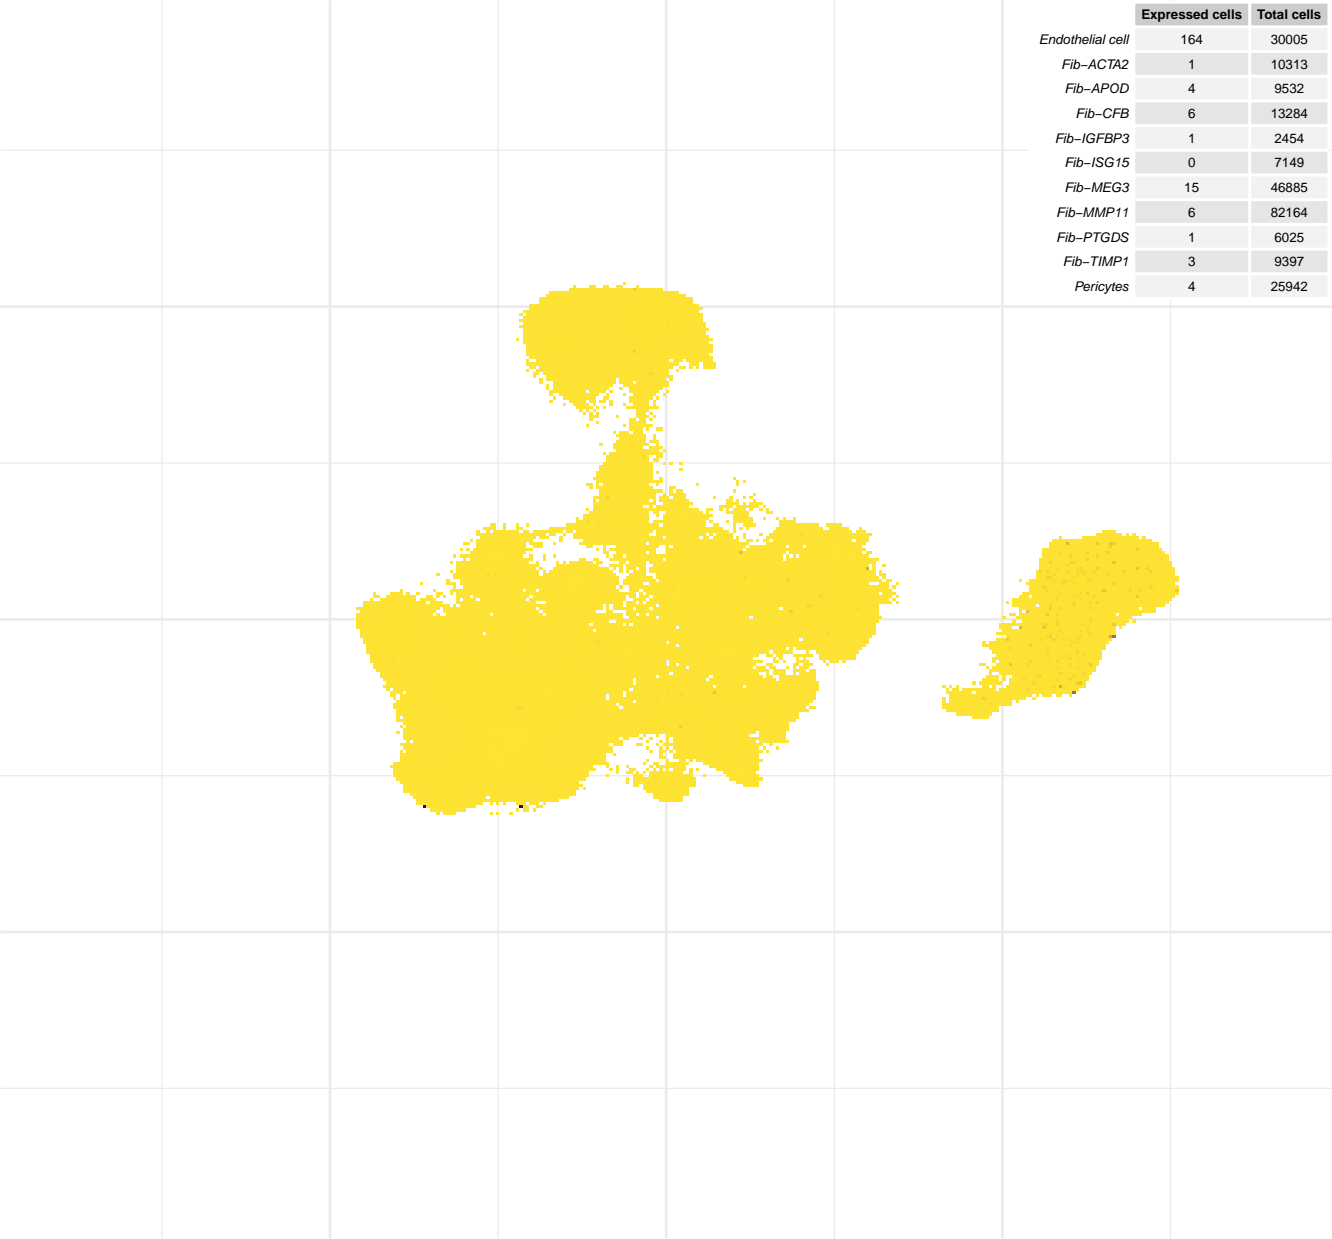 Expressed cells Total cells
Endothelial cell 164 30005
Fib−ACTA2 1 10313
Fib−APOD 4 9532
Fib−CFB 6 13284
Fib−IGFBP3 1 2454
Fib−ISG15 0 7149
Fib−MEG3 15 46885
Fib−MMP11 6 82164
Fib−PTGDS 1 6025
Fib−TIMP1 3 9397
Pericytes 4 25942